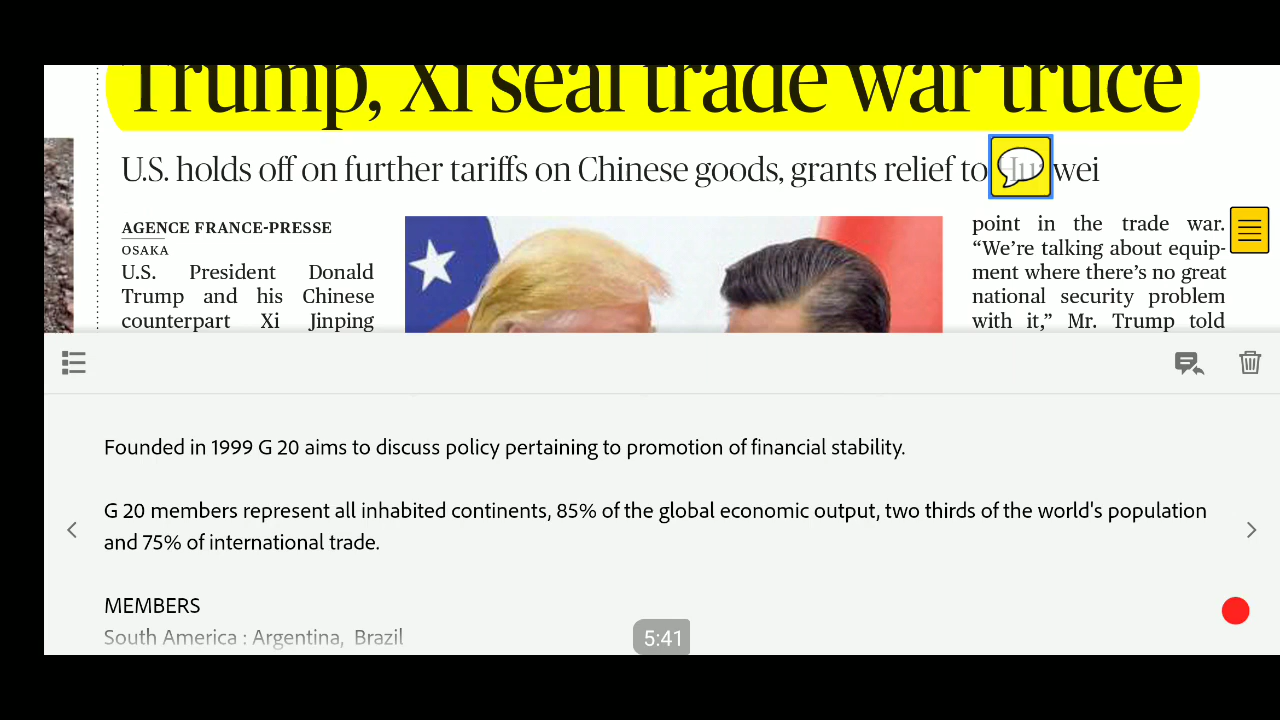 Trump, Xi seal trade war truce
U.S. holds off on further tariffs on Chinese goods, grants relief to Huawei
AGENCE FRANCE-PRESSE
OSAKA
U.S. President Donald
Trump and his Chinese
counterpart Xi Jinping
point in the trade war.
“We’re talking about equip-
ment where there’s no great
national security problem
with it,” Mr. Trump told
Founded in 1999 G 20 aims to discuss policy pertaining to promotion of financial stability.
G 20 members represent all inhabited continents, 85% of the global economic output, two thirds of the world's population
and 75% of international trade.
MEMBERS
South America : Argentina, Brazil
5:41